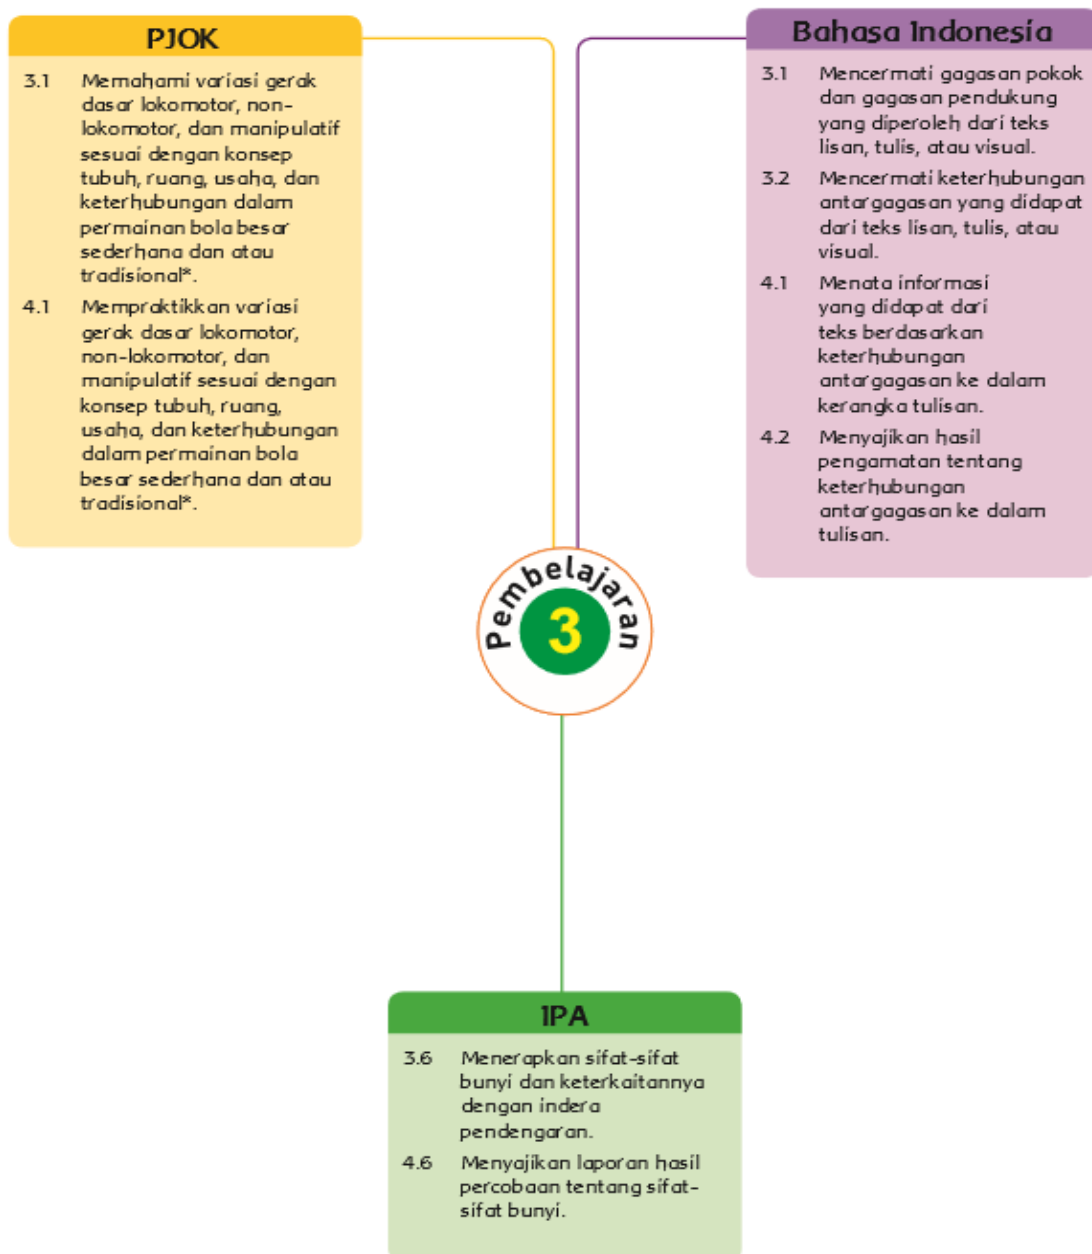 PJOK
3.1 Memahami variasi gerak
dasar lokomotor, non-
lokomotor, dan manipulatif
sesuai dengan konsep
tubuh, ruang, usaha, dan
keterhubungan dalam
permainan bola besar
sederhana dan atau
tradisional*.
4.1 Mempraktikkan variasi
gerak dasar lokomotor,
non-lokomotor, dan
manipulatif sesuai dengan
konsep tubuh, ruang,
usaha, dan keterhubungan
dalam permainan bola
besar sederhana dan atau
tradisional*.
Bahasa Indonesia
3.1 Mencermati gagasan pokok
dan gagasan pendukung
yang diperoleh dari teks
lisan, tulis, atau visual.
3.2 Mencermati keterhubungan
antargagasan yang didapat
dari teks lisan, tulis, atau
visual.
4.1 Menata informasi
yang didapat dari
teks berdasarkan
keterhubungan
antargagasan ke dalam
kerangka tulisan.
4.2 Menyajikan hasil
pengamatan tentang
keterhubungan
antargagasan ke dalam
tulisan.
Pembelajaran
3
IPA
3.6 Menerapkan sifat-sifat
bunyi dan keterkaitannya
dengan indera
pendengaran.
4.6 Menyajikan laporan hasil
percobaan tentang sifat-
sifat bunyi.